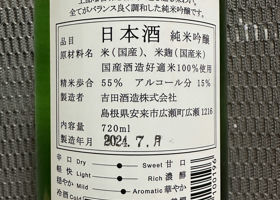 全てがバランス良く調和した純米吟醸
品目 日本酒 純米吟醸
原材料名 米(国産)、米麹(国産米)
国産酒造好適米100%使用
精米歩合 55% アルコール分 15%
製造者 吉田酒造株式会社
島根県安来市広瀬町広瀬1216
内容量 720ml
製造年月 2024.7月
辛口 Dry Sweet 甘口
軽快 Light Rich 濃醇
穏やか Mild Aromatic 華やか
冷酒 Cold